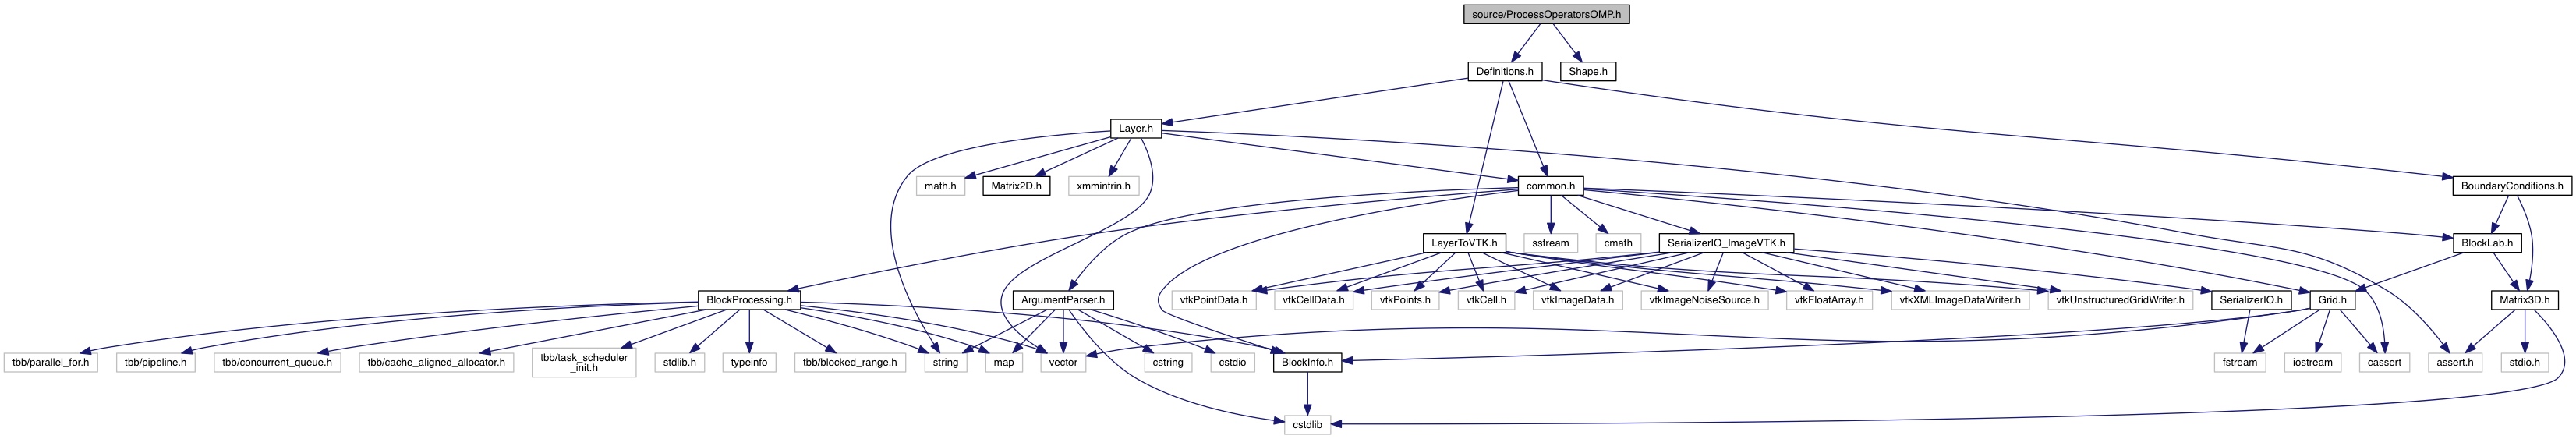 source/ProcessOperatorsOMP.h
Definitions.h
Shape.h
Layer.h
math.h
Matrix2D.h
xmmintrin.h
common.h
BoundaryConditions.h
LayerToVTK.h
sstream
cmath
SerializerIO_ImageVTK.h
BlockLab.h
BlockProcessing.h
ArgumentParser.h
vtkPointData.h
vtkCellData.h
vtkPoints.h
vtkCell.h
vtkImageData.h
vtkImageNoiseSource.h
vtkFloatArray.h
vtkXMLImageDataWriter.h
vtkUnstructuredGridWriter.h
SerializerIO.h
Grid.h
Matrix3D.h
tbb/parallel_for.h
tbb/pipeline.h
tbb/concurrent_queue.h
tbb/cache_aligned_allocator.h
tbb/task_scheduler
_init.h
stdlib.h
typeinfo
tbb/blocked_range.h
string
map
vector
cstring
cstdio
BlockInfo.h
fstream
iostream
cassert
assert.h
stdio.h
cstdlib